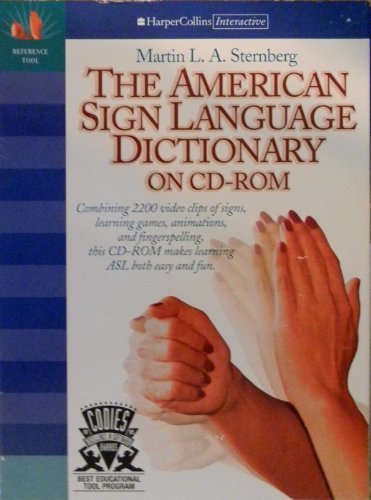 HarperCollins Interactive
REFERENCE
TOOL
Martin L. A. Sternberg
THE AMERICAN
SIGN LANGUAGE
DICTIONARY
ON CD-ROM
Combining 2200 video clips of signs,
learning games, animations,
and fingerspelling,
this CD-ROM makes learning
ASL both easy and fun.
CODIES
BEST EDUCATIONAL
TOOL PROGRAM